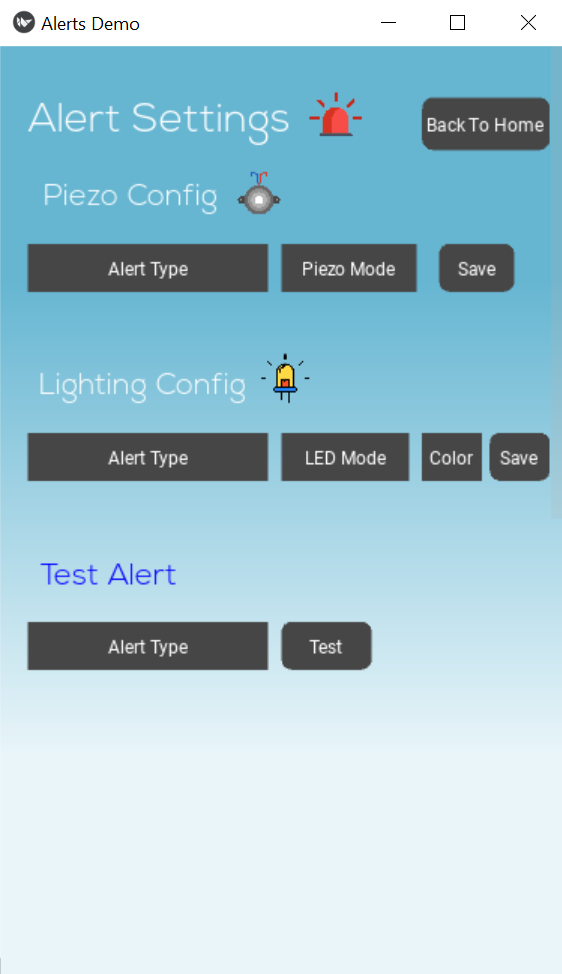 Alerts Demo
Alert Settings
Back To Home
Piezo Config
Alert Type Piezo Mode Save
Lighting Config
Alert Type LED Mode Color Save
Test Alert
Alert Type Test